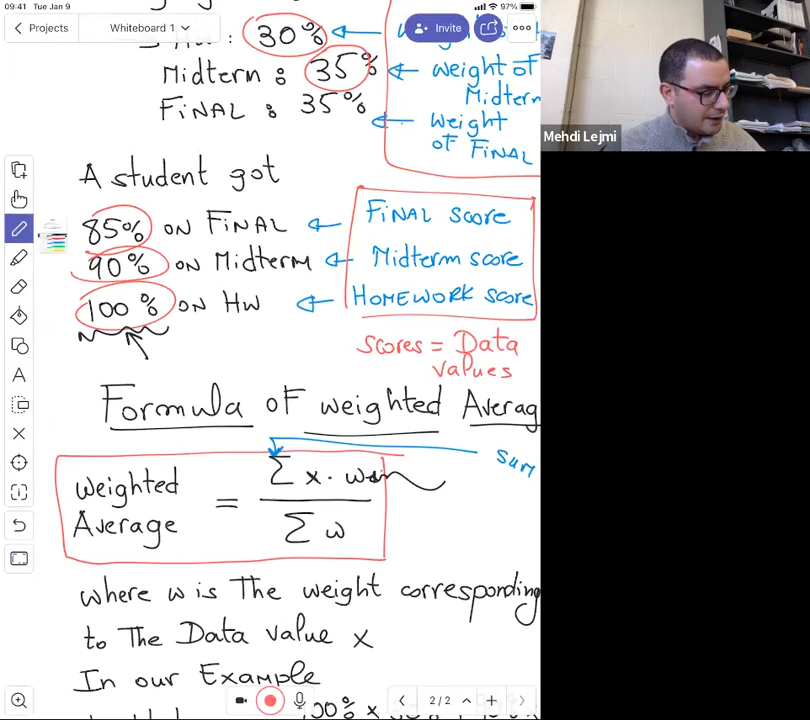 09:41 Tue Jan 9
97%
Projects
Whiteboard 1
Invite
: 30%
Midterm : 35% weight of Midterm
FiNAL : 35% weight of FiNAL
Mehdi Lejmi
A student got
85% ON FiNAL FiNAL score
90% ON Midterm Midterm score
100% ON HW HOMEWORK score
scores = Data values
Formula of weighted Averag
sum
weighted Average = Σ x. w / Σ w
where w is The weight corresponding
to The Data value x
In our Example
2/2
100% x